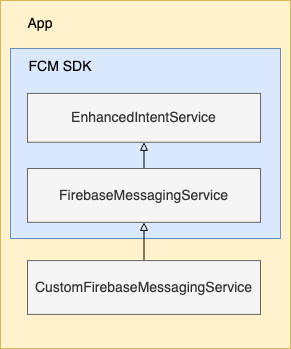 App
FCM SDK
EnhancedIntentService
FirebaseMessagingService
CustomFirebaseMessagingService